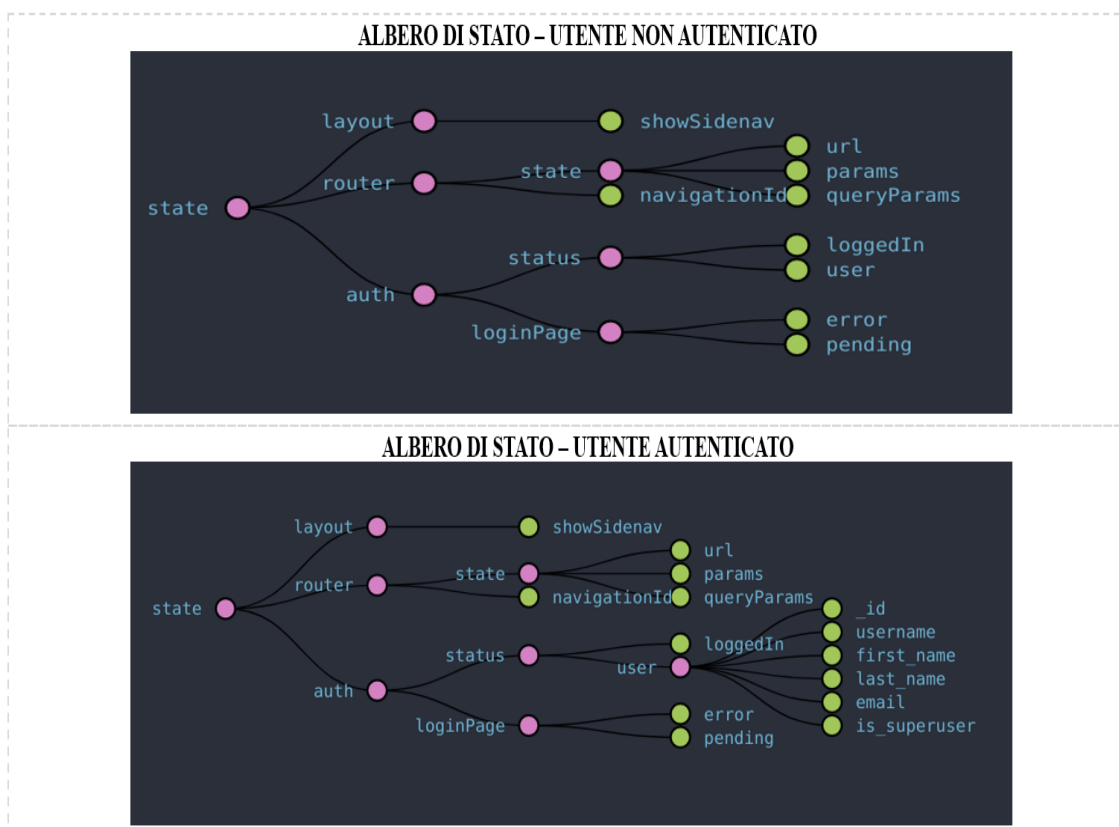 ALBERO DI STATO – UTENTE NON AUTENTICATO
layout
showSidenav
url
router
state
params
navigationId
queryParams
state
status
loggedIn
user
auth
loginPage
error
pending
ALBERO DI STATO – UTENTE AUTENTICATO
layout
showSidenav
url
router
state
params
navigationId
queryParams
state
_id
username
status
loggedIn
first_name
user
last_name
auth
email
loginPage
error
is_superuser
pending